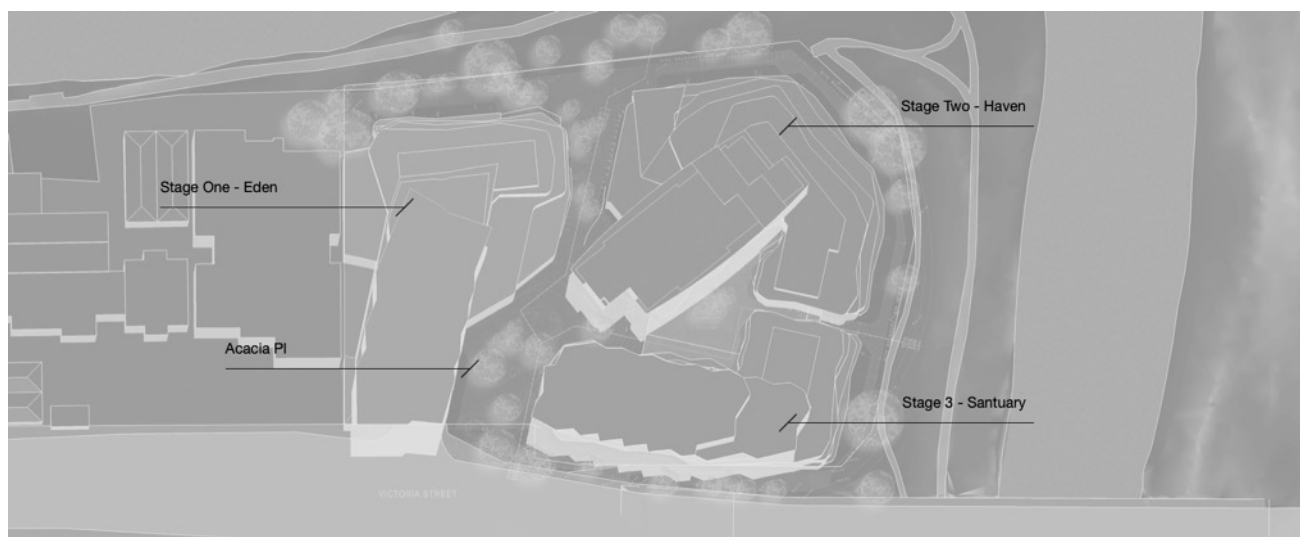 Stage Two - Haven
Stage One - Eden
Acacia Pl
Stage 3 - Santuary
VICTORIA STREET